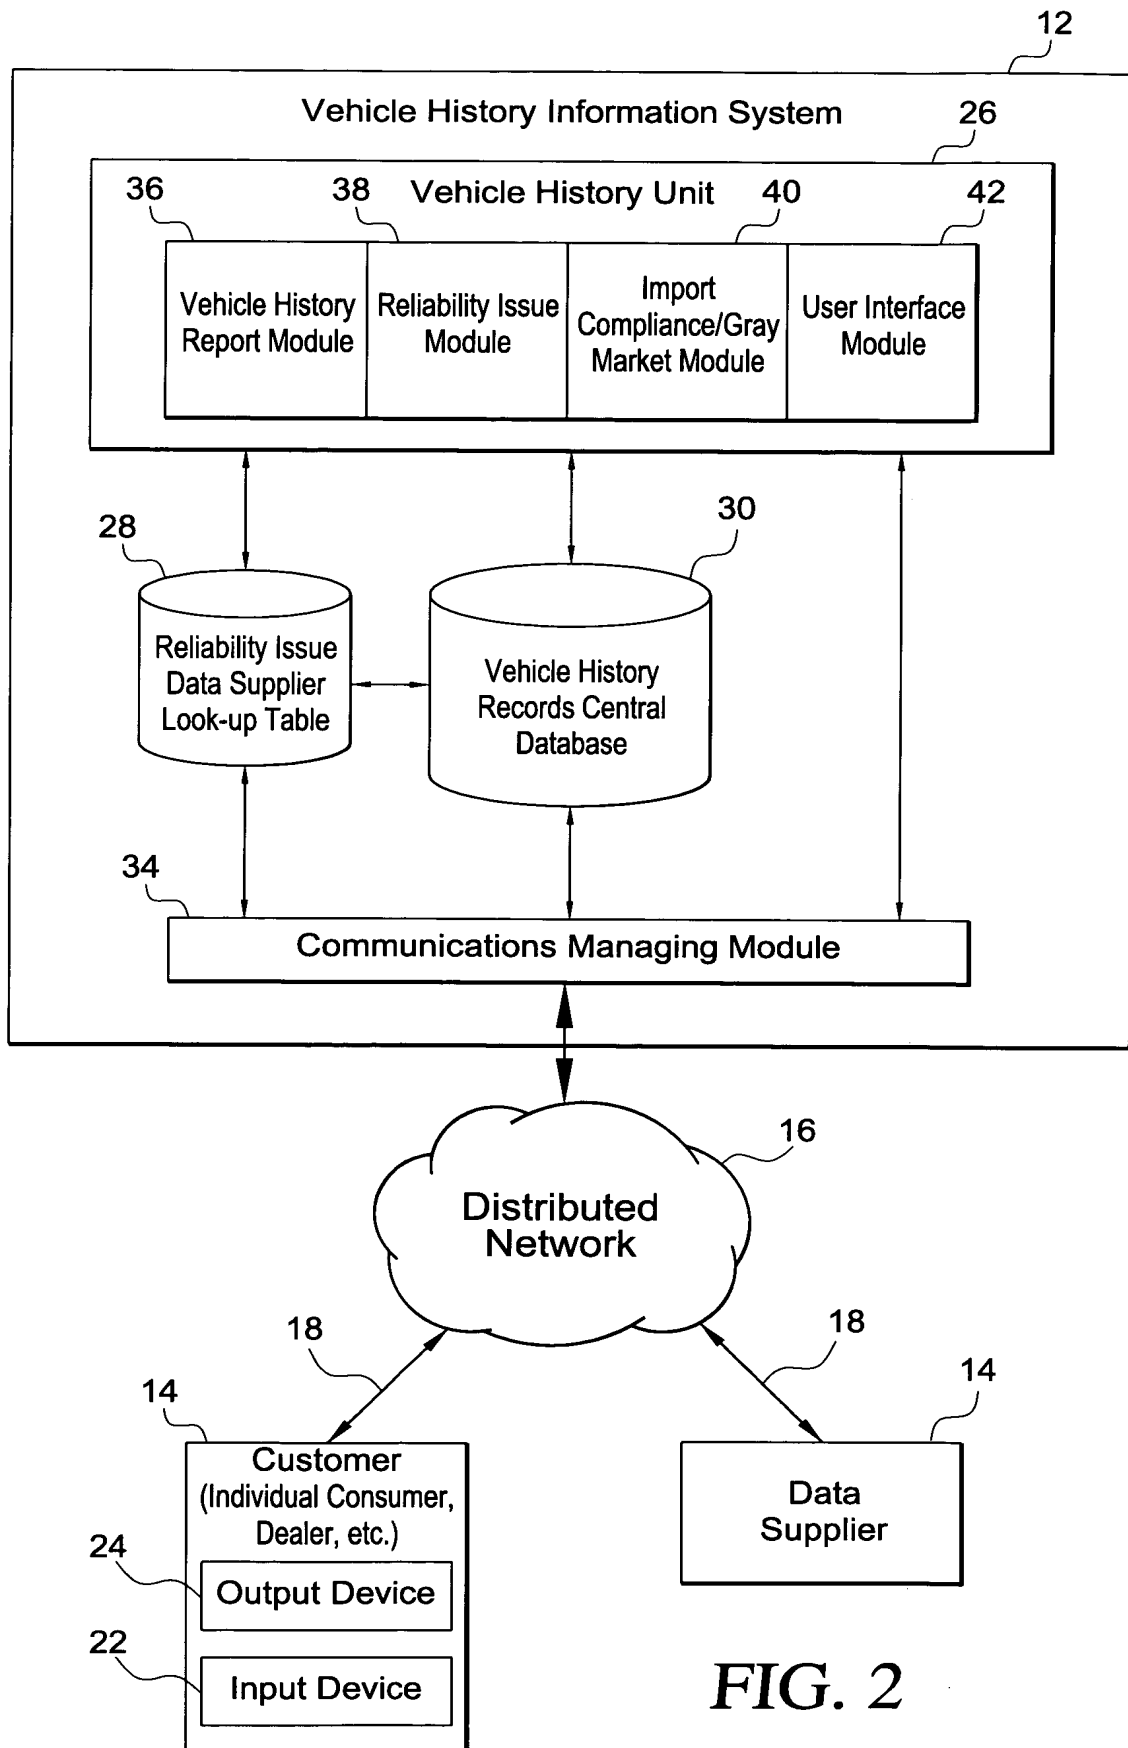 12
Vehicle History Information System
26
36
38
Vehicle History Unit
40
42
Vehicle History
Report Module
Reliability Issue
Module
Import
Compliance/Gray
Market Module
User Interface
Module
28
30
Reliability Issue
Data Supplier
Look-up Table
Vehicle History
Records Central
Database
34
Communications Managing Module
16
Distributed
Network
18
18
14
14
Customer
(Individual Consumer,
Dealer, etc.)
24
Output Device
22
Input Device
Data
Supplier
FIG. 2